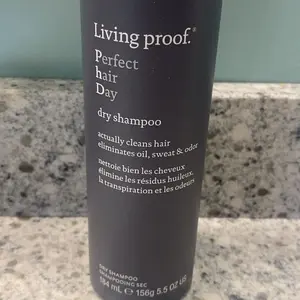 Living proof.®
Perfect
hair
Day
dry shampoo
actually cleans hair
eliminates oil, sweat & odor
nettoie bien les cheveux
élimine les résidus huileux,
la transpiration et les odeurs
DRY SHAMPOO
SHAMPOOING SEC
184 mL ℮ 156g 5.5 OZ US